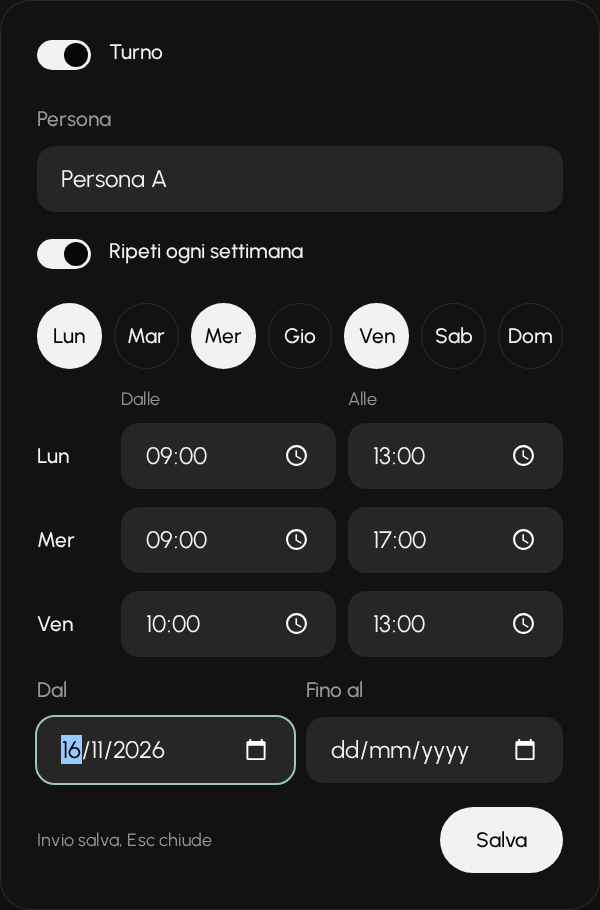 Turno
Persona
Persona A
Ripeti ogni settimana
Lun Mar Mer Gio Ven Sab Dom
Dalle Alle
Lun 09:00 13:00
Mer 09:00 17:00
Ven 10:00 13:00
Dal Fino al
16/11/2026 dd/mm/yyyy
Invio salva, Esc chiude Salva